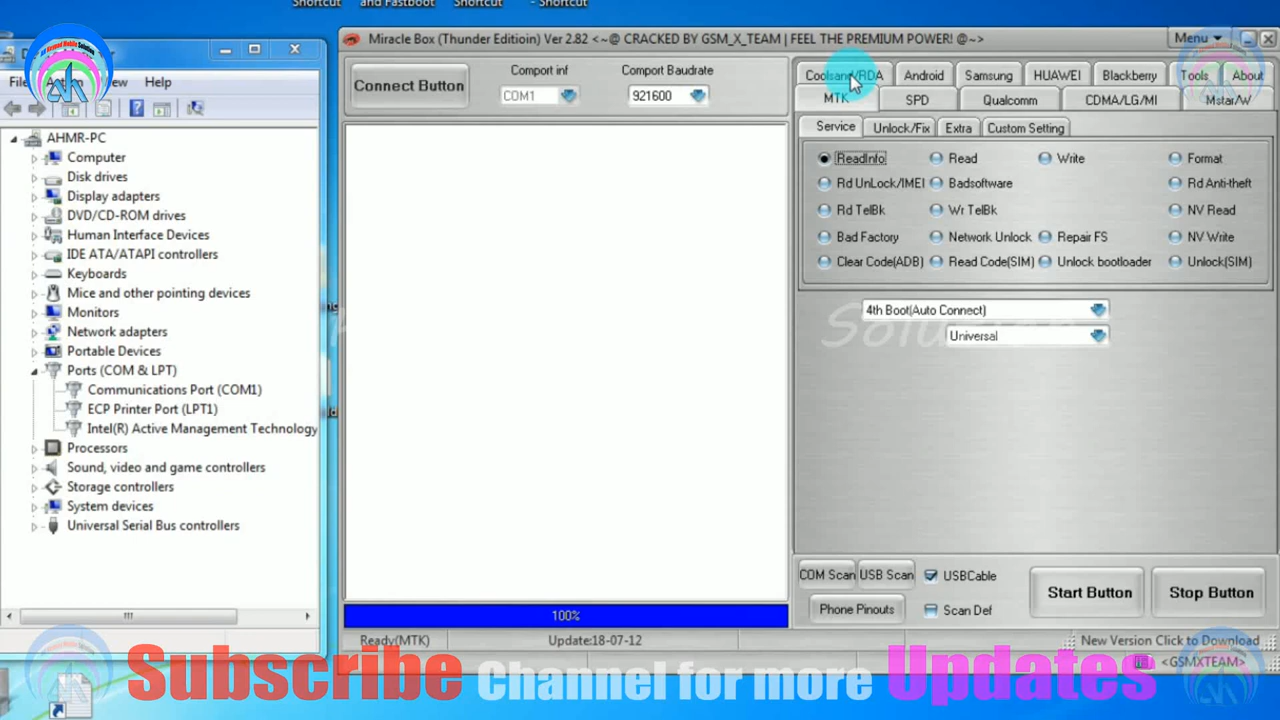 Shortcut
and Fastboot
Shortcut
- Shortcut
File
Action
View
Help
AHMR-PC
Computer
Disk drives
Display adapters
DVD/CD-ROM drives
Human Interface Devices
IDE ATA/ATAPI controllers
Keyboards
Mice and other pointing devices
Monitors
Network adapters
Portable Devices
Ports (COM & LPT)
Communications Port (COM1)
ECP Printer Port (LPT1)
Intel(R) Active Management Technology
Processors
Sound, video and game controllers
Storage controllers
System devices
Universal Serial Bus controllers
Miracle Box (Thunder Editioin) Ver 2.82 <~@ CRACKED BY GSM_X_TEAM | FEEL THE PREMIUM POWER! @~>
Menu
Connect Button
Comport inf
Comport Baudrate
COM1
921600
Coolsand/RDA
Android
Samsung
HUAWEI
Blackberry
Tools
About
MTK
SPD
Qualcomm
CDMA/LG/MI
Mstar/W
Service
Unlock/Fix
Extra
Custom Setting
ReadInfo
Read
Write
Format
Rd UnLock/IMEI
Badsoftware
Rd Anti-theft
Rd TelBk
Wr TelBk
NV Read
Bad Factory
Network Unlock
Repair FS
NV Write
Clear Code(ADB)
Read Code(SIM)
Unlock bootloader
Unlock(SIM)
4th Boot(Auto Connect)
Universal
Solution
COM Scan
USB Scan
USBCable
Start Button
Stop Button
Phone Pinouts
Scan Def
100%
Ready(MTK)
Update:18-07-12
New Version Click to Download
<GSMXTEAM>
Subscribe Channel for more Updates